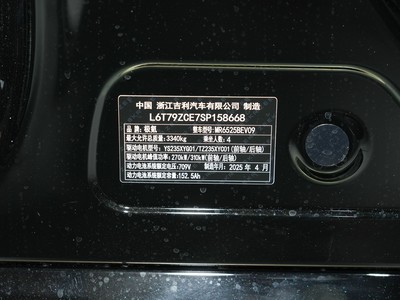 中国 浙江吉利汽车有限公司 制造
L6T79ZCE7SP158668
品牌：极氪 整车型号：MR6525BEV09
最大允许总质量：3340kg 乘坐人数：4
驱动电机型号：YS235XYG01/TZ235XY001 (前轴/后轴)
驱动电机峰值功率：270kW/310kW(前轴/后轴)
动力电池系统额定电压：709V 制造年月：2025 年 4 月
动力电池系统额定容量：152.5Ah